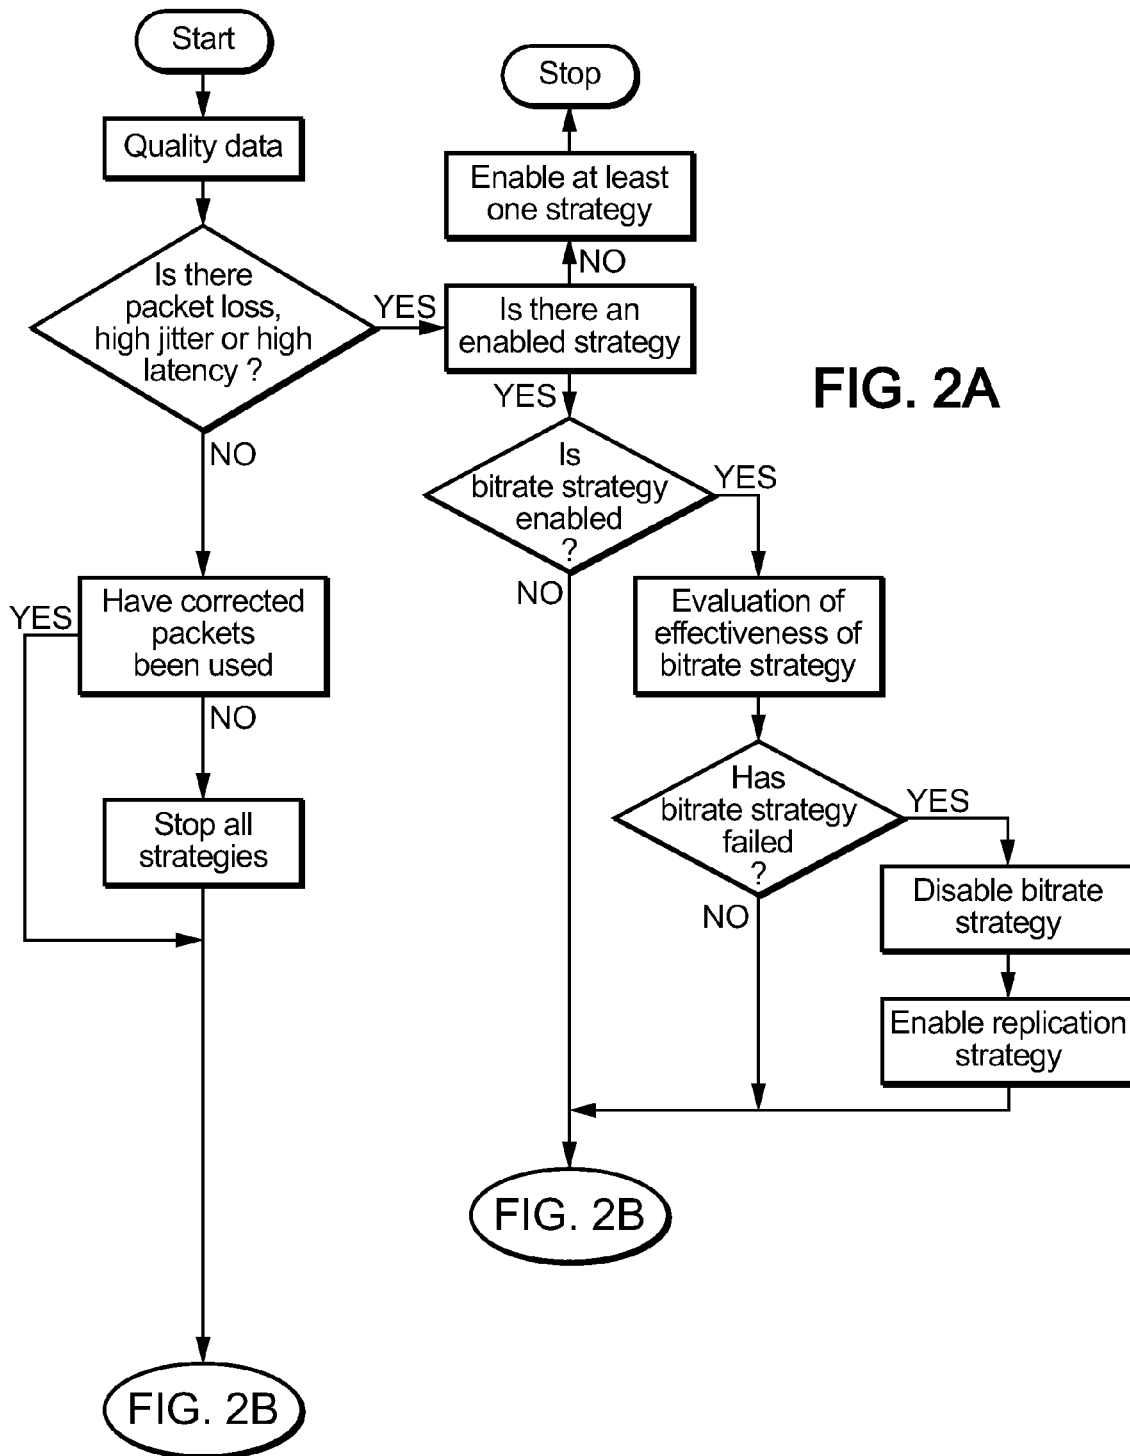 Start
Quality data
Is there
packet loss,
high jitter or high
latency ?
YES
NO
Have corrected
packets
been used
YES
NO
Stop all
strategies
FIG. 2B
Stop
Enable at least
one strategy
NO
Is there an
enabled strategy
YES
FIG. 2A
Is
bitrate strategy
enabled
?
YES
NO
Evaluation of
effectiveness of
bitrate strategy
Has
bitrate strategy
failed
?
YES
NO
Disable bitrate
strategy
Enable replication
strategy
FIG. 2B